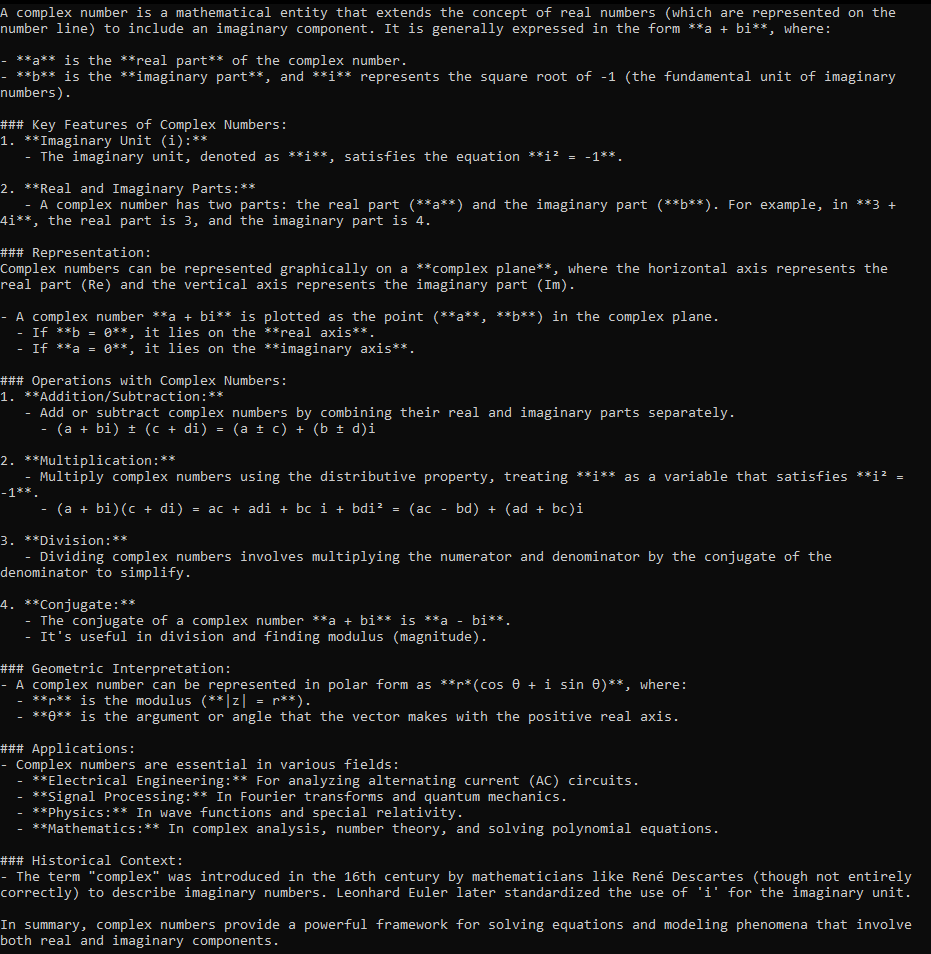 A complex number is a mathematical entity that extends the concept of real numbers (which are represented on the
number line) to include an imaginary component. It is generally expressed in the form **a + bi**, where:

- **a** is the **real part** of the complex number.
- **b** is the **imaginary part**, and **i** represents the square root of -1 (the fundamental unit of imaginary
numbers).

### Key Features of Complex Numbers:
1. **Imaginary Unit (i):**
   - The imaginary unit, denoted as **i**, satisfies the equation **i² = -1**.

2. **Real and Imaginary Parts:**
   - A complex number has two parts: the real part (**a**) and the imaginary part (**b**). For example, in **3 +
4i**, the real part is 3, and the imaginary part is 4.

### Representation:
Complex numbers can be represented graphically on a **complex plane**, where the horizontal axis represents the
real part (Re) and the vertical axis represents the imaginary part (Im).

- A complex number **a + bi** is plotted as the point (**a**, **b**) in the complex plane.
  - If **b = 0**, it lies on the **real axis**.
  - If **a = 0**, it lies on the **imaginary axis**.

### Operations with Complex Numbers:
1. **Addition/Subtraction:**
   - Add or subtract complex numbers by combining their real and imaginary parts separately.
     - (a + bi) ± (c + di) = (a ± c) + (b ± d)i

2. **Multiplication:**
   - Multiply complex numbers using the distributive property, treating **i** as a variable that satisfies **i² =
-1**.
     - (a + bi)(c + di) = ac + adi + bc i + bdi² = (ac - bd) + (ad + bc)i

3. **Division:**
   - Dividing complex numbers involves multiplying the numerator and denominator by the conjugate of the
denominator to simplify.

4. **Conjugate:**
   - The conjugate of a complex number **a + bi** is **a - bi**.
   - It's useful in division and finding modulus (magnitude).

### Geometric Interpretation:
- A complex number can be represented in polar form as **r*(cos θ + i sin θ)**, where:
  - **r** is the modulus (**|z| = r**).
  - **θ** is the argument or angle that the vector makes with the positive real axis.

### Applications:
- Complex numbers are essential in various fields:
  - **Electrical Engineering:** For analyzing alternating current (AC) circuits.
  - **Signal Processing:** In Fourier transforms and quantum mechanics.
  - **Physics:** In wave functions and special relativity.
  - **Mathematics:** In complex analysis, number theory, and solving polynomial equations.

### Historical Context:
- The term "complex" was introduced in the 16th century by mathematicians like René Descartes (though not entirely
correctly) to describe imaginary numbers. Leonhard Euler later standardized the use of 'i' for the imaginary unit.

In summary, complex numbers provide a powerful framework for solving equations and modeling phenomena that involve
both real and imaginary components.